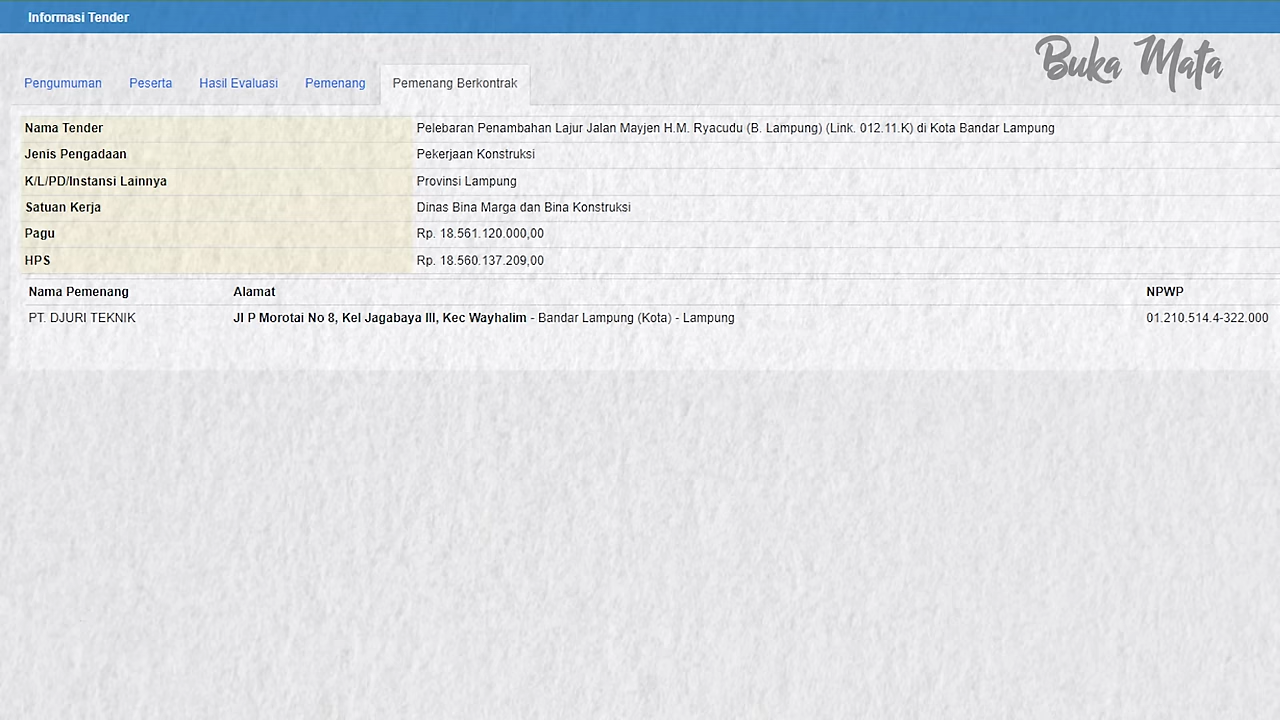 Informasi Tender
Buka Mata
Pengumuman Peserta Hasil Evaluasi Pemenang Pemenang Berkontrak
Nama Tender Pelebaran Penambahan Lajur Jalan Mayjen H.M. Ryacudu (B. Lampung) (Link. 012.11.K) di Kota Bandar Lampung
Jenis Pengadaan Pekerjaan Konstruksi
K/L/PD/Instansi Lainnya Provinsi Lampung
Satuan Kerja Dinas Bina Marga dan Bina Konstruksi
Pagu Rp. 18.561.120.000,00
HPS Rp. 18.560.137.209,00
Nama Pemenang Alamat NPWP
PT. DJURI TEKNIK Jl P Morotai No 8, Kel Jagabaya III, Kec Wayhalim - Bandar Lampung (Kota) - Lampung 01.210.514.4-322.000